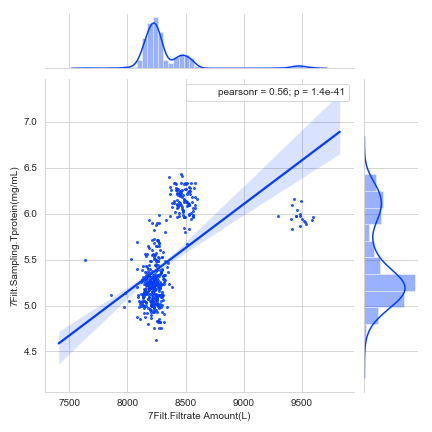 pearsonr = 0.56; p = 1.4e-41
7.0
6.5
6.0
5.5
5.0
4.5
7Filt.Sampling.Tprotein(mg/mL)
7500 8000 8500 9000 9500
7Filt.Filtrate Amount(L)